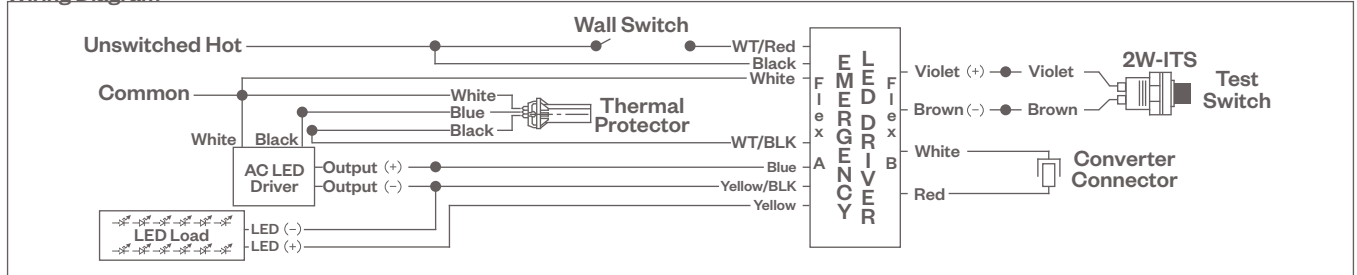 Unswitched Hot
Wall Switch
WT/Red
Black
White
Common
White
Blue
Black
Thermal
Protector
WT/BLK
White
Black
AC LED
Driver
Output (+)
Output (-)
Blue
Yellow/BLK
Yellow
LED Load
LED (-)
LED (+)
Flex A
EMERGENCY
LED DRIVER
Flex B
Violet (+)
Violet
Brown (-)
Brown
2W-ITS
Test
Switch
White
Red
Converter
Connector